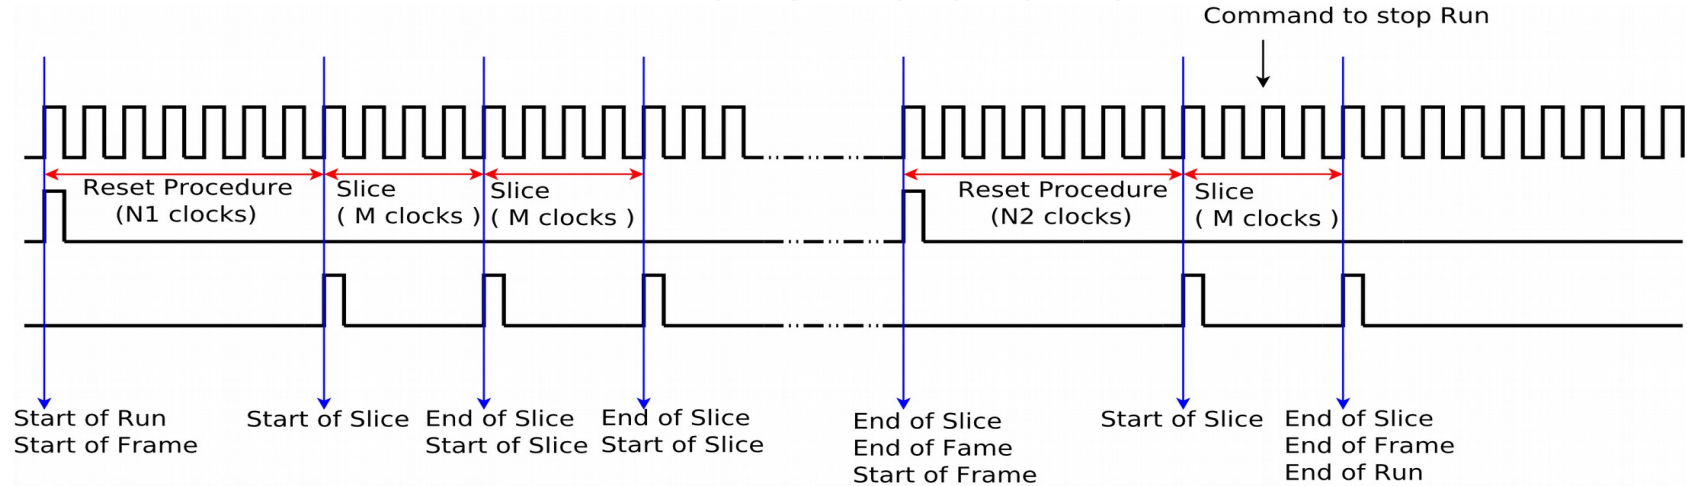 Command to stop Run
Reset Procedure
(N1 clocks)
Slice
( M clocks )
Slice
( M clocks )
Reset Procedure
(N2 clocks)
Slice
( M clocks )
Start of Run
Start of Frame
Start of Slice
End of Slice
Start of Slice
End of Slice
Start of Slice
End of Slice
End of Fame
Start of Frame
Start of Slice
End of Slice
End of Frame
End of Run